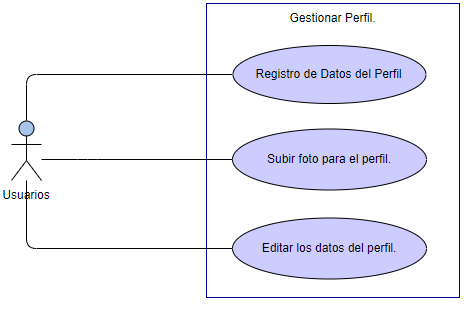 Gestionar Perfil.
Registro de Datos del Perfil
Subir foto para el perfil.
Usuarios
Editar los datos del perfil.